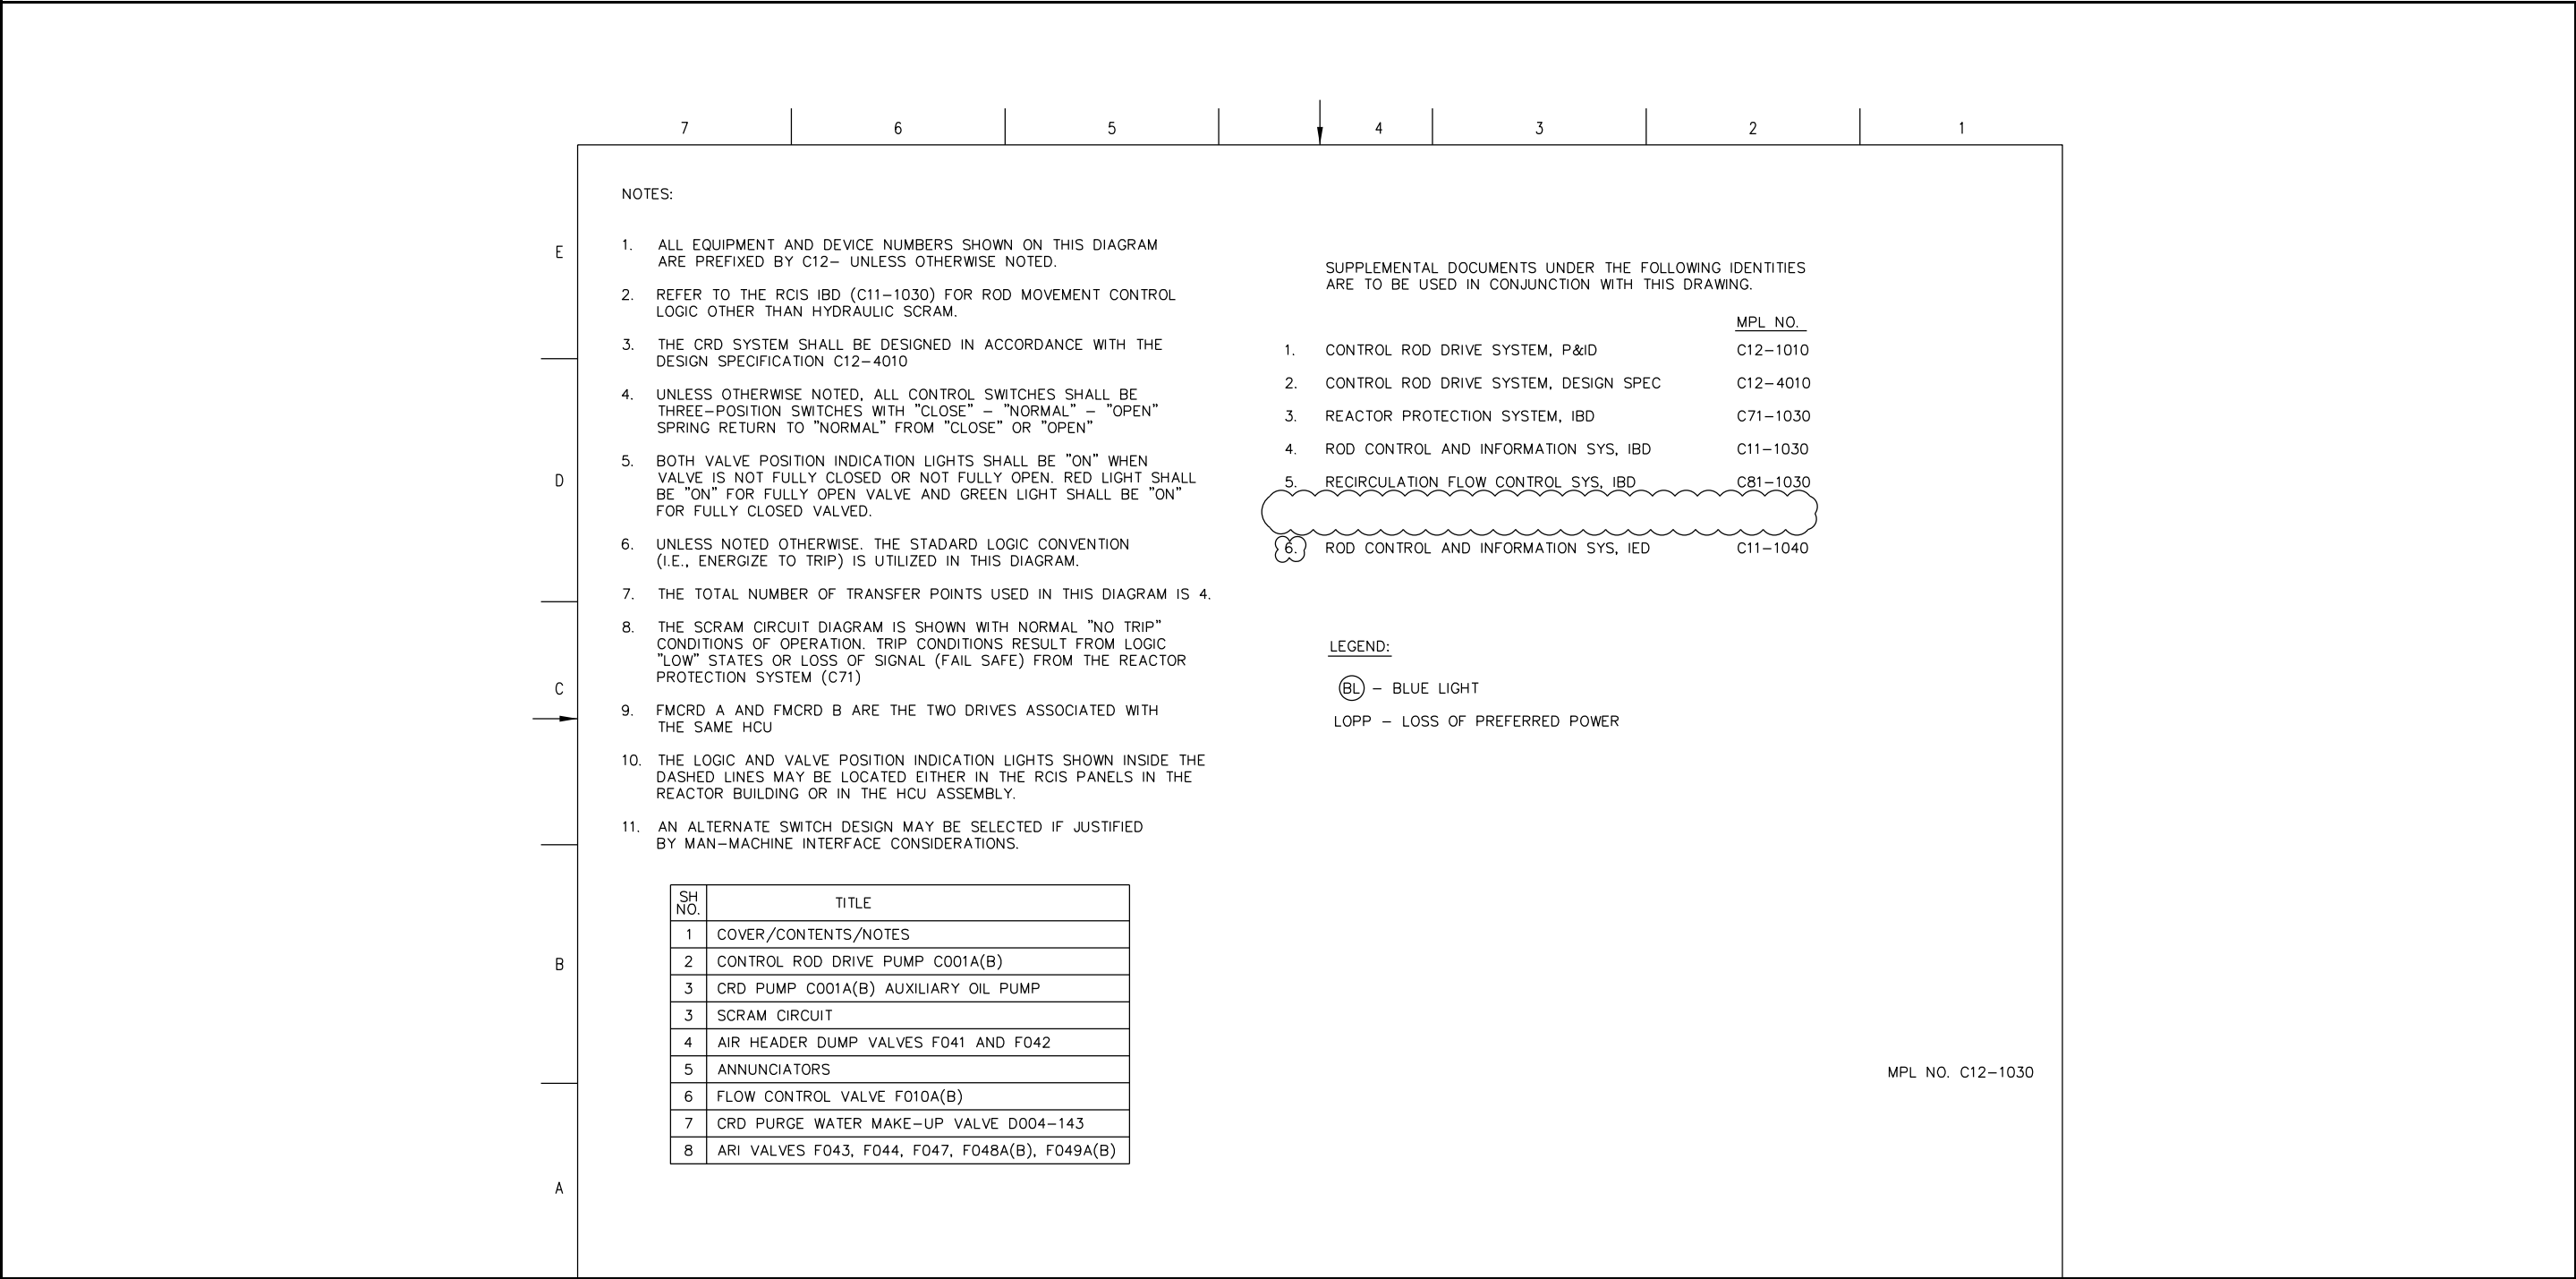 7 6 5 4 3 2 1
NOTES:
E
1. ALL EQUIPMENT AND DEVICE NUMBERS SHOWN ON THIS DIAGRAM
ARE PREFIXED BY C12- UNLESS OTHERWISE NOTED.
2. REFER TO THE RCIS IBD (C11-1030) FOR ROD MOVEMENT CONTROL
LOGIC OTHER THAN HYDRAULIC SCRAM.
3. THE CRD SYSTEM SHALL BE DESIGNED IN ACCORDANCE WITH THE
DESIGN SPECIFICATION C12-4010
4. UNLESS OTHERWISE NOTED, ALL CONTROL SWITCHES SHALL BE
THREE-POSITION SWITCHES WITH "CLOSE" - "NORMAL" - "OPEN"
SPRING RETURN TO "NORMAL" FROM "CLOSE" OR "OPEN"
D
5. BOTH VALVE POSITION INDICATION LIGHTS SHALL BE "ON" WHEN
VALVE IS NOT FULLY CLOSED OR NOT FULLY OPEN. RED LIGHT SHALL
BE "ON" FOR FULLY OPEN VALVE AND GREEN LIGHT SHALL BE "ON"
FOR FULLY CLOSED VALVED.
6. UNLESS NOTED OTHERWISE. THE STADARD LOGIC CONVENTION
(I.E., ENERGIZE TO TRIP) IS UTILIZED IN THIS DIAGRAM.
7. THE TOTAL NUMBER OF TRANSFER POINTS USED IN THIS DIAGRAM IS 4.
8. THE SCRAM CIRCUIT DIAGRAM IS SHOWN WITH NORMAL "NO TRIP"
CONDITIONS OF OPERATION. TRIP CONDITIONS RESULT FROM LOGIC
"LOW" STATES OR LOSS OF SIGNAL (FAIL SAFE) FROM THE REACTOR
PROTECTION SYSTEM (C71)
C
9. FMCRD A AND FMCRD B ARE THE TWO DRIVES ASSOCIATED WITH
THE SAME HCU
10. THE LOGIC AND VALVE POSITION INDICATION LIGHTS SHOWN INSIDE THE
DASHED LINES MAY BE LOCATED EITHER IN THE RCIS PANELS IN THE
REACTOR BUILDING OR IN THE HCU ASSEMBLY.
11. AN ALTERNATE SWITCH DESIGN MAY BE SELECTED IF JUSTIFIED
BY MAN-MACHINE INTERFACE CONSIDERATIONS.
SH
NO. TITLE
1 COVER/CONTENTS/NOTES
2 CONTROL ROD DRIVE PUMP C001A(B)
3 CRD PUMP C001A(B) AUXILIARY OIL PUMP
3 SCRAM CIRCUIT
4 AIR HEADER DUMP VALVES F041 AND F042
5 ANNUNCIATORS
6 FLOW CONTROL VALVE F010A(B)
7 CRD PURGE WATER MAKE-UP VALVE D004-143
8 ARI VALVES F043, F044, F047, F048A(B), F049A(B)
B
A
SUPPLEMENTAL DOCUMENTS UNDER THE FOLLOWING IDENTITIES
ARE TO BE USED IN CONJUNCTION WITH THIS DRAWING.
MPL NO.
1. CONTROL ROD DRIVE SYSTEM, P&ID C12-1010
2. CONTROL ROD DRIVE SYSTEM, DESIGN SPEC C12-4010
3. REACTOR PROTECTION SYSTEM, IBD C71-1030
4. ROD CONTROL AND INFORMATION SYS, IBD C11-1030
5. RECIRCULATION FLOW CONTROL SYS, IBD C81-1030
6. ROD CONTROL AND INFORMATION SYS, IED C11-1040
LEGEND:
BL - BLUE LIGHT
LOPP - LOSS OF PREFERRED POWER
MPL NO. C12-1030